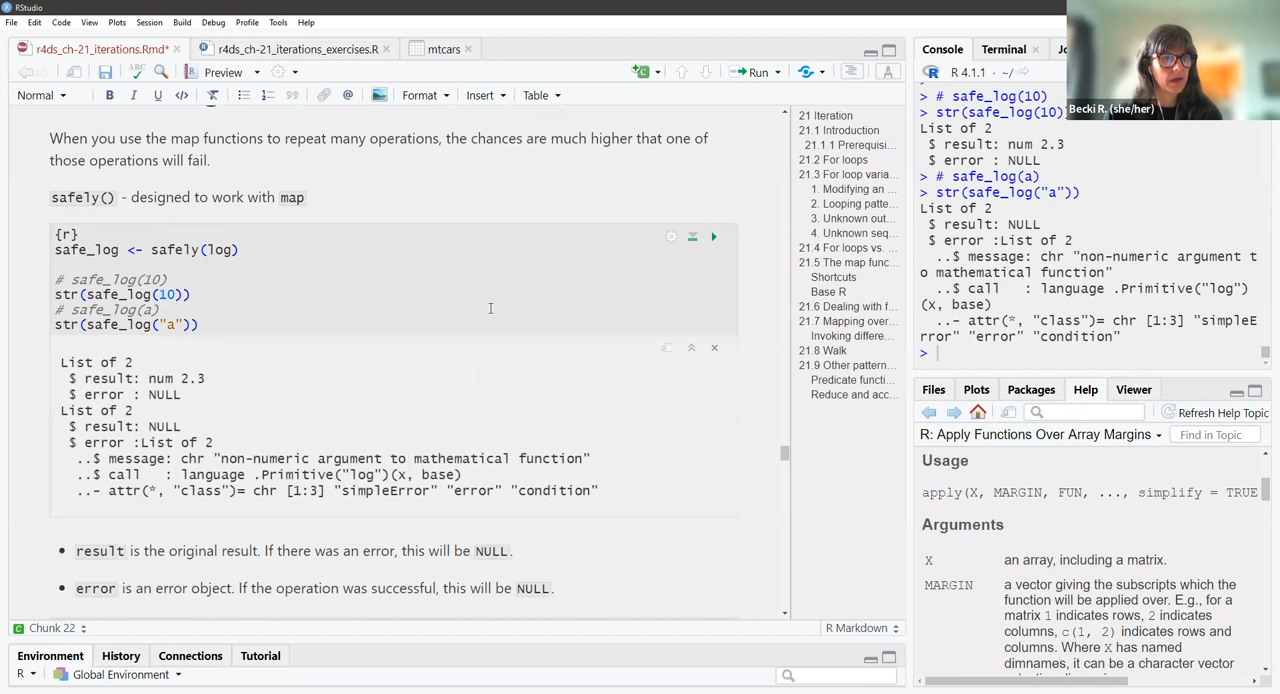 RStudio
File Edit Code View Plots Session Build Debug Profile Tools Help
r4ds_ch-21_iterations.Rmd* r4ds_ch-21_iterations_exercises.R mtcars
ABC Preview Run
Normal B I U </> Format Insert Table A
When you use the map functions to repeat many operations, the chances are much higher that one of
those operations will fail.
safely() - designed to work with map
{r}
safe_log <- safely(log)
# safe_log(10)
str(safe_log(10))
# safe_log(a)
str(safe_log("a"))
List of 2
$ result: num 2.3
$ error : NULL
List of 2
$ result: NULL
$ error :List of 2
..$ message: chr "non-numeric argument to mathematical function"
..$ call : language .Primitive("log")(x, base)
..- attr(*, "class")= chr [1:3] "simpleError" "error" "condition"
• result is the original result. If there was an error, this will be NULL.
• error is an error object. If the operation was successful, this will be NULL.
Chunk 22 R Markdown
21 Iteration
21.1 Introduction
21.1.1 Prerequisi...
21.2 For loops
21.3 For loop varia...
1. Modifying an ...
2. Looping patte...
3. Unknown out...
4. Unknown seq...
21.4 For loops vs. ...
21.5 The map func...
Shortcuts
Base R
21.6 Dealing with f...
21.7 Mapping over...
Invoking differe...
21.8 Walk
21.9 Other pattern...
Predicate functi...
Reduce and acc...
Environment History Connections Tutorial
R Global Environment
Console Terminal Jo
R 4.1.1 · ~/
> # safe_log(10)
> str(safe_log(10)
List of 2
$ result: num 2.3
$ error : NULL
> # safe_log(a)
> str(safe_log("a"))
List of 2
$ result: NULL
$ error :List of 2
..$ message: chr "non-numeric argument t
o mathematical function"
..$ call : language .Primitive("log")
(x, base)
..- attr(*, "class")= chr [1:3] "simpleE
rror" "error" "condition"
>
Becki R. (she/her)
Files Plots Packages Help Viewer
Refresh Help Topic
R: Apply Functions Over Array Margins Find in Topic
Usage
apply(X, MARGIN, FUN, ..., simplify = TRUE
Arguments
X an array, including a matrix.
MARGIN a vector giving the subscripts which the
function will be applied over. E.g., for a
matrix 1 indicates rows, 2 indicates
columns, c(1, 2) indicates rows and
columns. Where X has named
dimnames, it can be a character vector